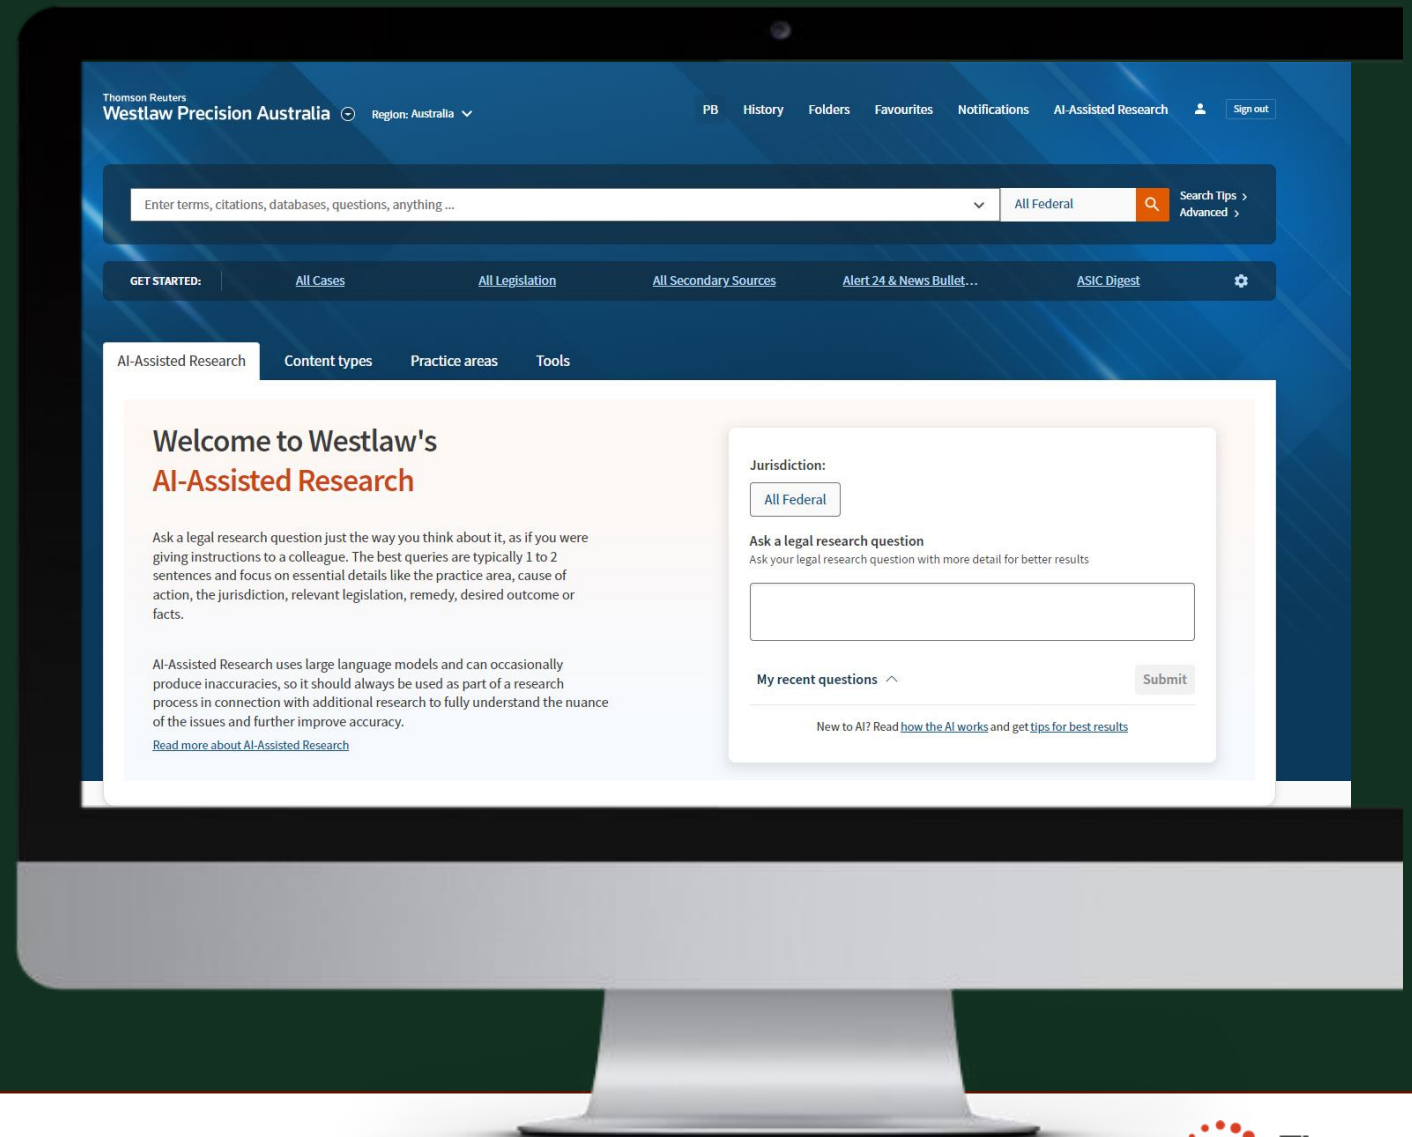 Thomson Reuters
Westlaw Precision Australia
Region: Australia
PB History Folders Favourites Notifications AI-Assisted Research Sign out
Enter terms, citations, databases, questions, anything ...
All Federal
Search Tips >
Advanced >
GET STARTED: All Cases All Legislation All Secondary Sources Alert 24 & News Bullet... ASIC Digest
AI-Assisted Research Content types Practice areas Tools
Welcome to Westlaw's
AI-Assisted Research
Ask a legal research question just the way you think about it, as if you were
giving instructions to a colleague. The best queries are typically 1 to 2
sentences and focus on essential details like the practice area, cause of
action, the jurisdiction, relevant legislation, remedy, desired outcome or
facts.
AI-Assisted Research uses large language models and can occasionally
produce inaccuracies, so it should always be used as part of a research
process in connection with additional research to fully understand the nuance
of the issues and further improve accuracy.
Read more about AI-Assisted Research
Jurisdiction:
All Federal
Ask a legal research question
Ask your legal research question with more detail for better results
My recent questions
Submit
New to AI? Read how the AI works and get tips for best results